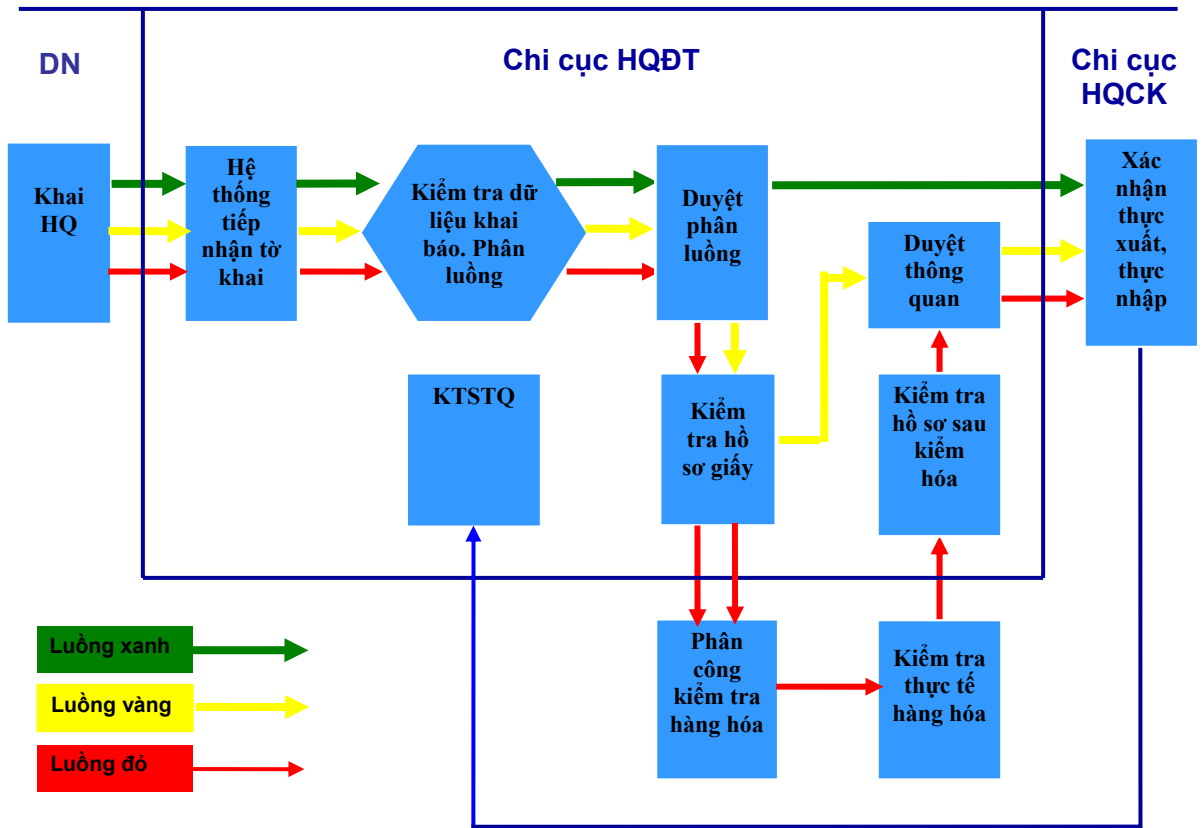 DN
Chi cục HQĐT
Chi cục
HQCK
Khai
HQ
Hệ
thống
tiếp
nhận tờ
khai
Kiểm tra dữ
liệu khai
báo. Phân
luồng
Duyệt
phân
luồng
Duyệt
thông
quan
Xác
nhận
thực
xuất,
thực
nhập
KTSTQ
Kiểm
tra hồ
sơ giấy
Kiểm tra
hồ sơ sau
kiểm
hóa
Phân
công
kiểm tra
hàng hóa
Kiểm tra
thực tế
hàng hóa
Luồng xanh
Luồng vàng
Luồng đỏ